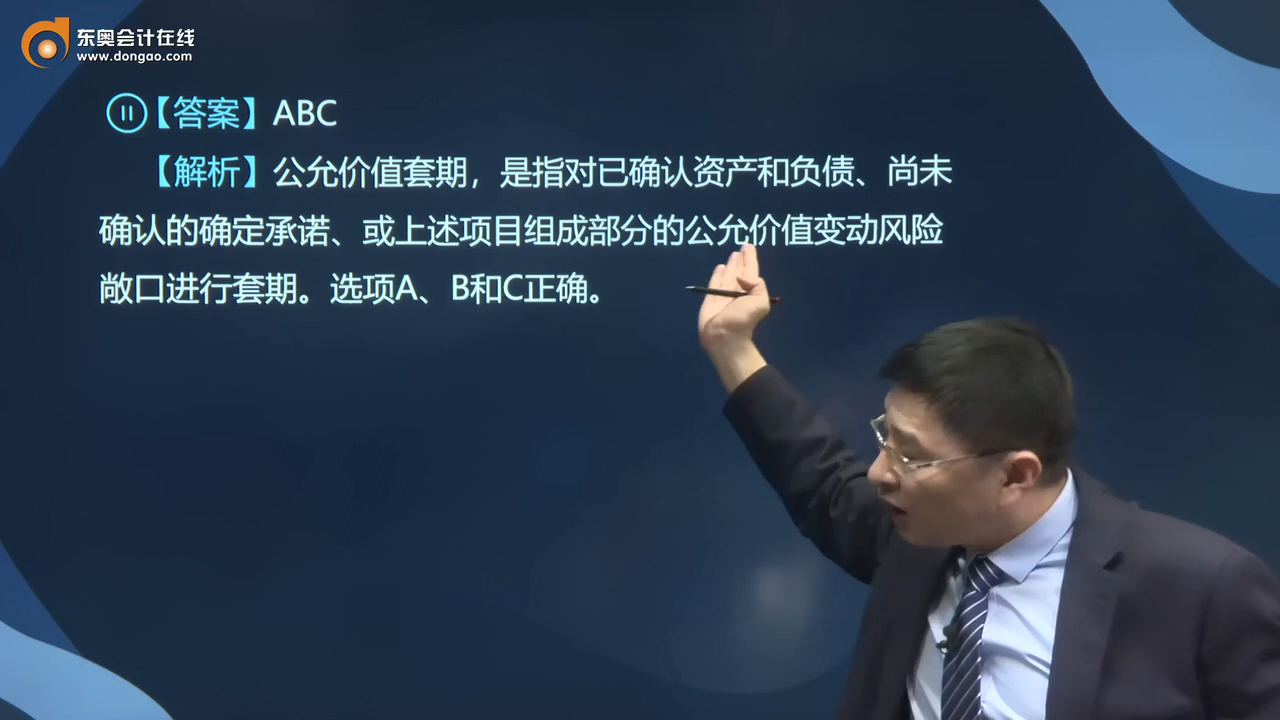 东奥会计在线
www.dongao.com
【答案】ABC
【解析】公允价值套期，是指对已确认资产和负债、尚未
确认的确定承诺、或上述项目组成部分的公允价值变动风险
敞口进行套期。选项A、B和C正确。